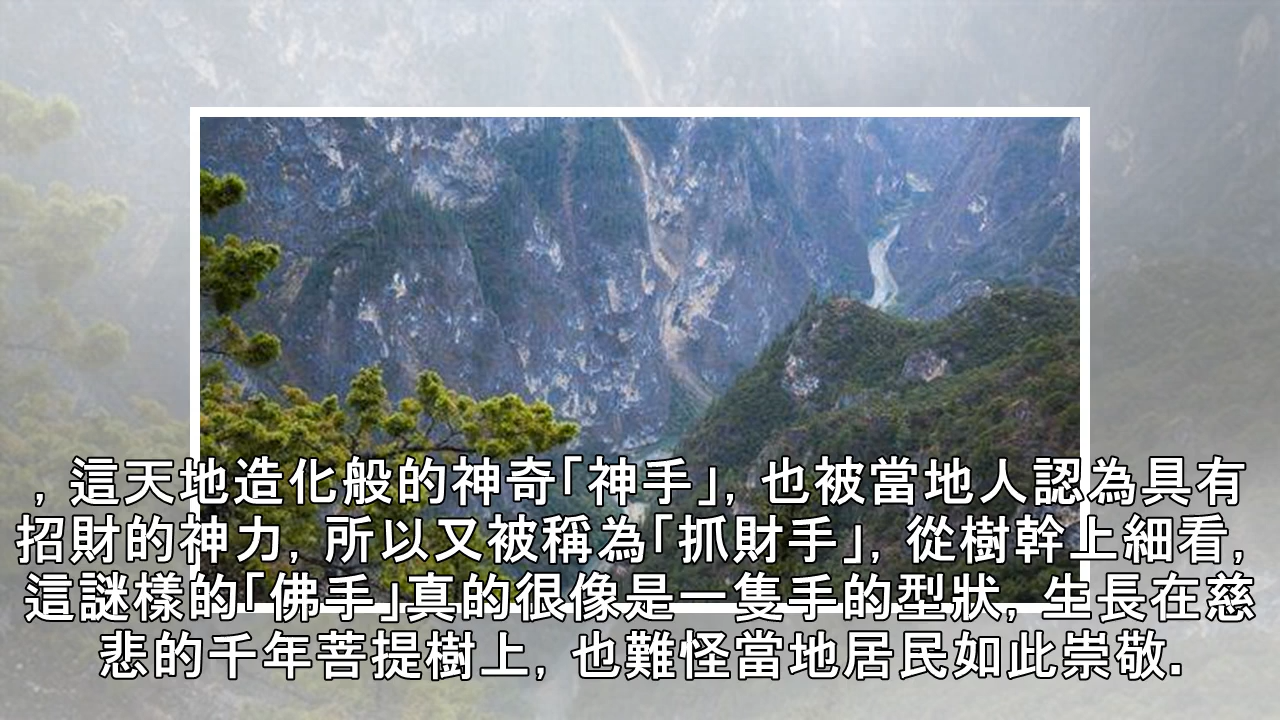 , 這天地造化般的神奇「神手」, 也被當地人認為具有
招財的神力, 所以又被稱為「抓財手」, 從樹幹上細看,
這謎樣的「佛手」真的很像是一隻手的型狀, 生長在慈
悲的千年菩提樹上, 也難怪當地居民如此崇敬.